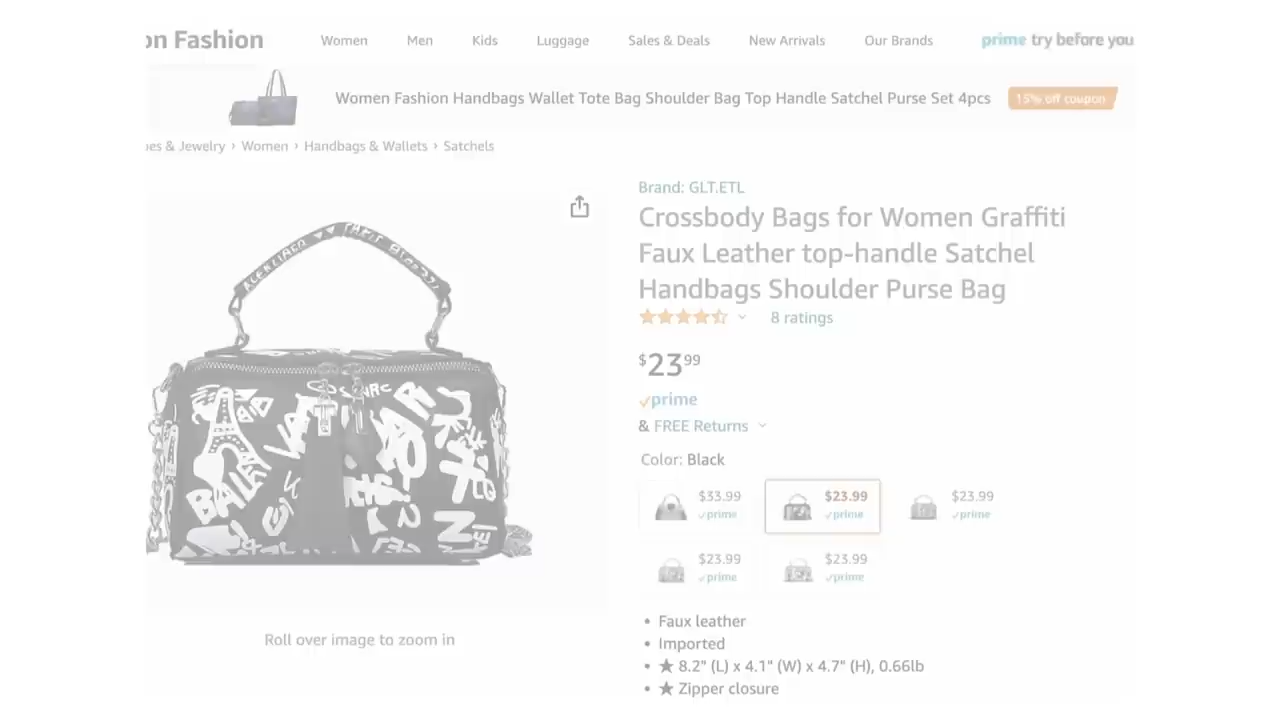 on Fashion
Women Men Kids Luggage Sales & Deals New Arrivals Our Brands prime try before you
Women Fashion Handbags Wallet Tote Bag Shoulder Bag Top Handle Satchel Purse Set 4pcs 15% off coupon
es & Jewelry › Women › Handbags & Wallets › Satchels
Brand: GLT.ETL
Crossbody Bags for Women Graffiti
Faux Leather top-handle Satchel
Handbags Shoulder Purse Bag
8 ratings
$23.99
prime
& FREE Returns
Color: Black
$33.99 $23.99 $23.99
prime prime prime
$23.99 $23.99
prime prime
BALLET
• Faux leather
• Imported
• ★ 8.2" (L) x 4.1" (W) x 4.7" (H), 0.66lb
• ★ Zipper closure
Roll over image to zoom in